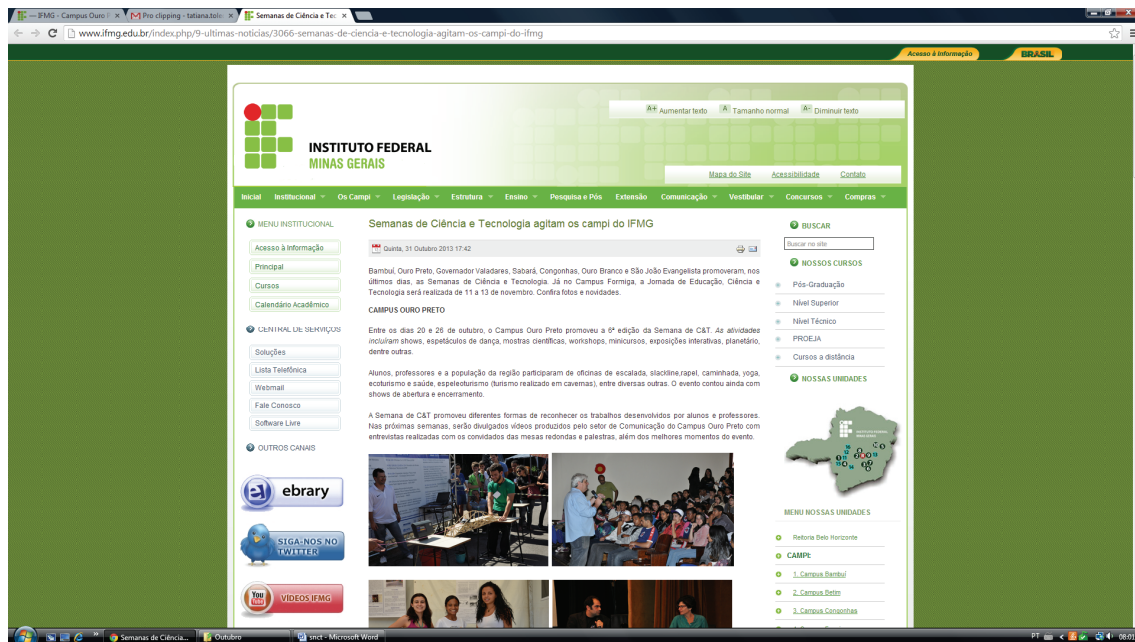 — IFMG - Campus Ouro P
Pro clipping - tatiana.tole
Semanas de Ciência e Tec
www.ifmg.edu.br/index.php/9-ultimas-noticias/3066-semanas-de-ciencia-e-tecnologia-agitam-os-campi-do-ifmg
Acesso à Informação
BRASIL
A+ Aumentar texto
A Tamanho normal
A- Diminuir texto
INSTITUTO FEDERAL
MINAS GERAIS
Mapa do Site
Acessibilidade
Contato
Inicial
Institucional
Os Campi
Legislação
Estrutura
Ensino
Pesquisa e Pós
Extensão
Comunicação
Vestibular
Concursos
Compras
MENU INSTITUCIONAL
Acesso à Informação
Principal
Cursos
Calendário Acadêmico
CENTRAL DE SERVIÇOS
Soluções
Lista Telefônica
Webmail
Fale Conosco
Software Livre
OUTROS CANAIS
ebrary
SIGA-NOS NO
TWITTER
You
Tube
VÍDEOS IFMG
Semanas de Ciência e Tecnologia agitam os campi do IFMG
Quinta, 31 Outubro 2013 17:42
Bambuí, Ouro Preto, Governador Valadares, Sabará, Congonhas, Ouro Branco e São João Evangelista promoveram, nos
últimos dias, as Semanas de Ciência e Tecnologia. Já no Campus Formiga, a Jornada de Educação, Ciência e
Tecnologia será realizada de 11 a 13 de novembro. Confira fotos e novidades.
CAMPUS OURO PRETO
Entre os dias 20 e 26 de outubro, o Campus Ouro Preto promoveu a 6ª edição da Semana de C&T. As atividades
incluíram shows, espetáculos de dança, mostras científicas, workshops, minicursos, exposições interativas, planetário,
dentre outras.
Alunos, professores e a população da região participaram de oficinas de escalada, slackline,rapel, caminhada, yoga,
ecoturismo e saúde, espeleoturismo (turismo realizado em cavernas), entre diversas outras. O evento contou ainda com
shows de abertura e encerramento.
A Semana de C&T promoveu diferentes formas de reconhecer os trabalhos desenvolvidos por alunos e professores.
Nas próximas semanas, serão divulgados vídeos produzidos pelo setor de Comunicação do Campus Ouro Preto com
entrevistas realizadas com os convidados das mesas redondas e palestras, além dos melhores momentos do evento.
BUSCAR
Buscar no site
NOSSOS CURSOS
Pós-Graduação
Nível Superior
Nível Técnico
PROEJA
Cursos a distância
NOSSAS UNIDADES
MENU NOSSAS UNIDADES
Reitoria Belo Horizonte
CAMPI:
1. Campus Bambuí
2. Campus Betim
3. Campus Congonhas
Semanas de Ciência...
Outubro
snct - Microsoft Word
PT
08:01